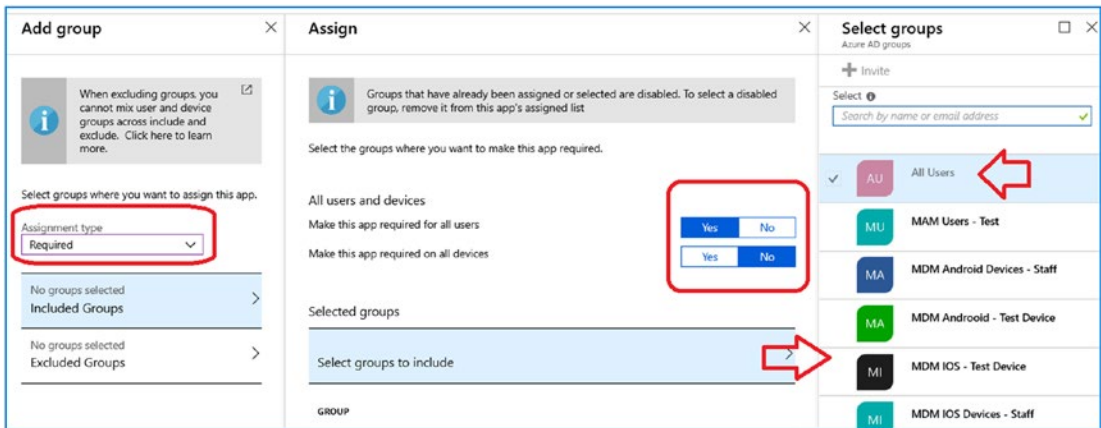 Add group
When excluding groups, you
cannot mix user and device
groups across include and
exclude. Click here to learn
more.
Select groups where you want to assign this app.
Assignment type
Required
No groups selected
Included Groups
No groups selected
Excluded Groups
Assign
Groups that have already been assigned or selected are disabled. To select a disabled
group, remove it from this app's assigned list
Select the groups where you want to make this app required.
All users and devices
Make this app required for all users
Yes No
Make this app required on all devices
Yes No
Selected groups
Select groups to include
GROUP
Select groups
Azure AD groups
Invite
Select
Search by name or email address
AU All Users
MU MAM Users - Test
MA MDM Android Devices - Staff
MA MDM Androoid - Test Device
MI MDM IOS - Test Device
MI MDM IOS Devices - Staff